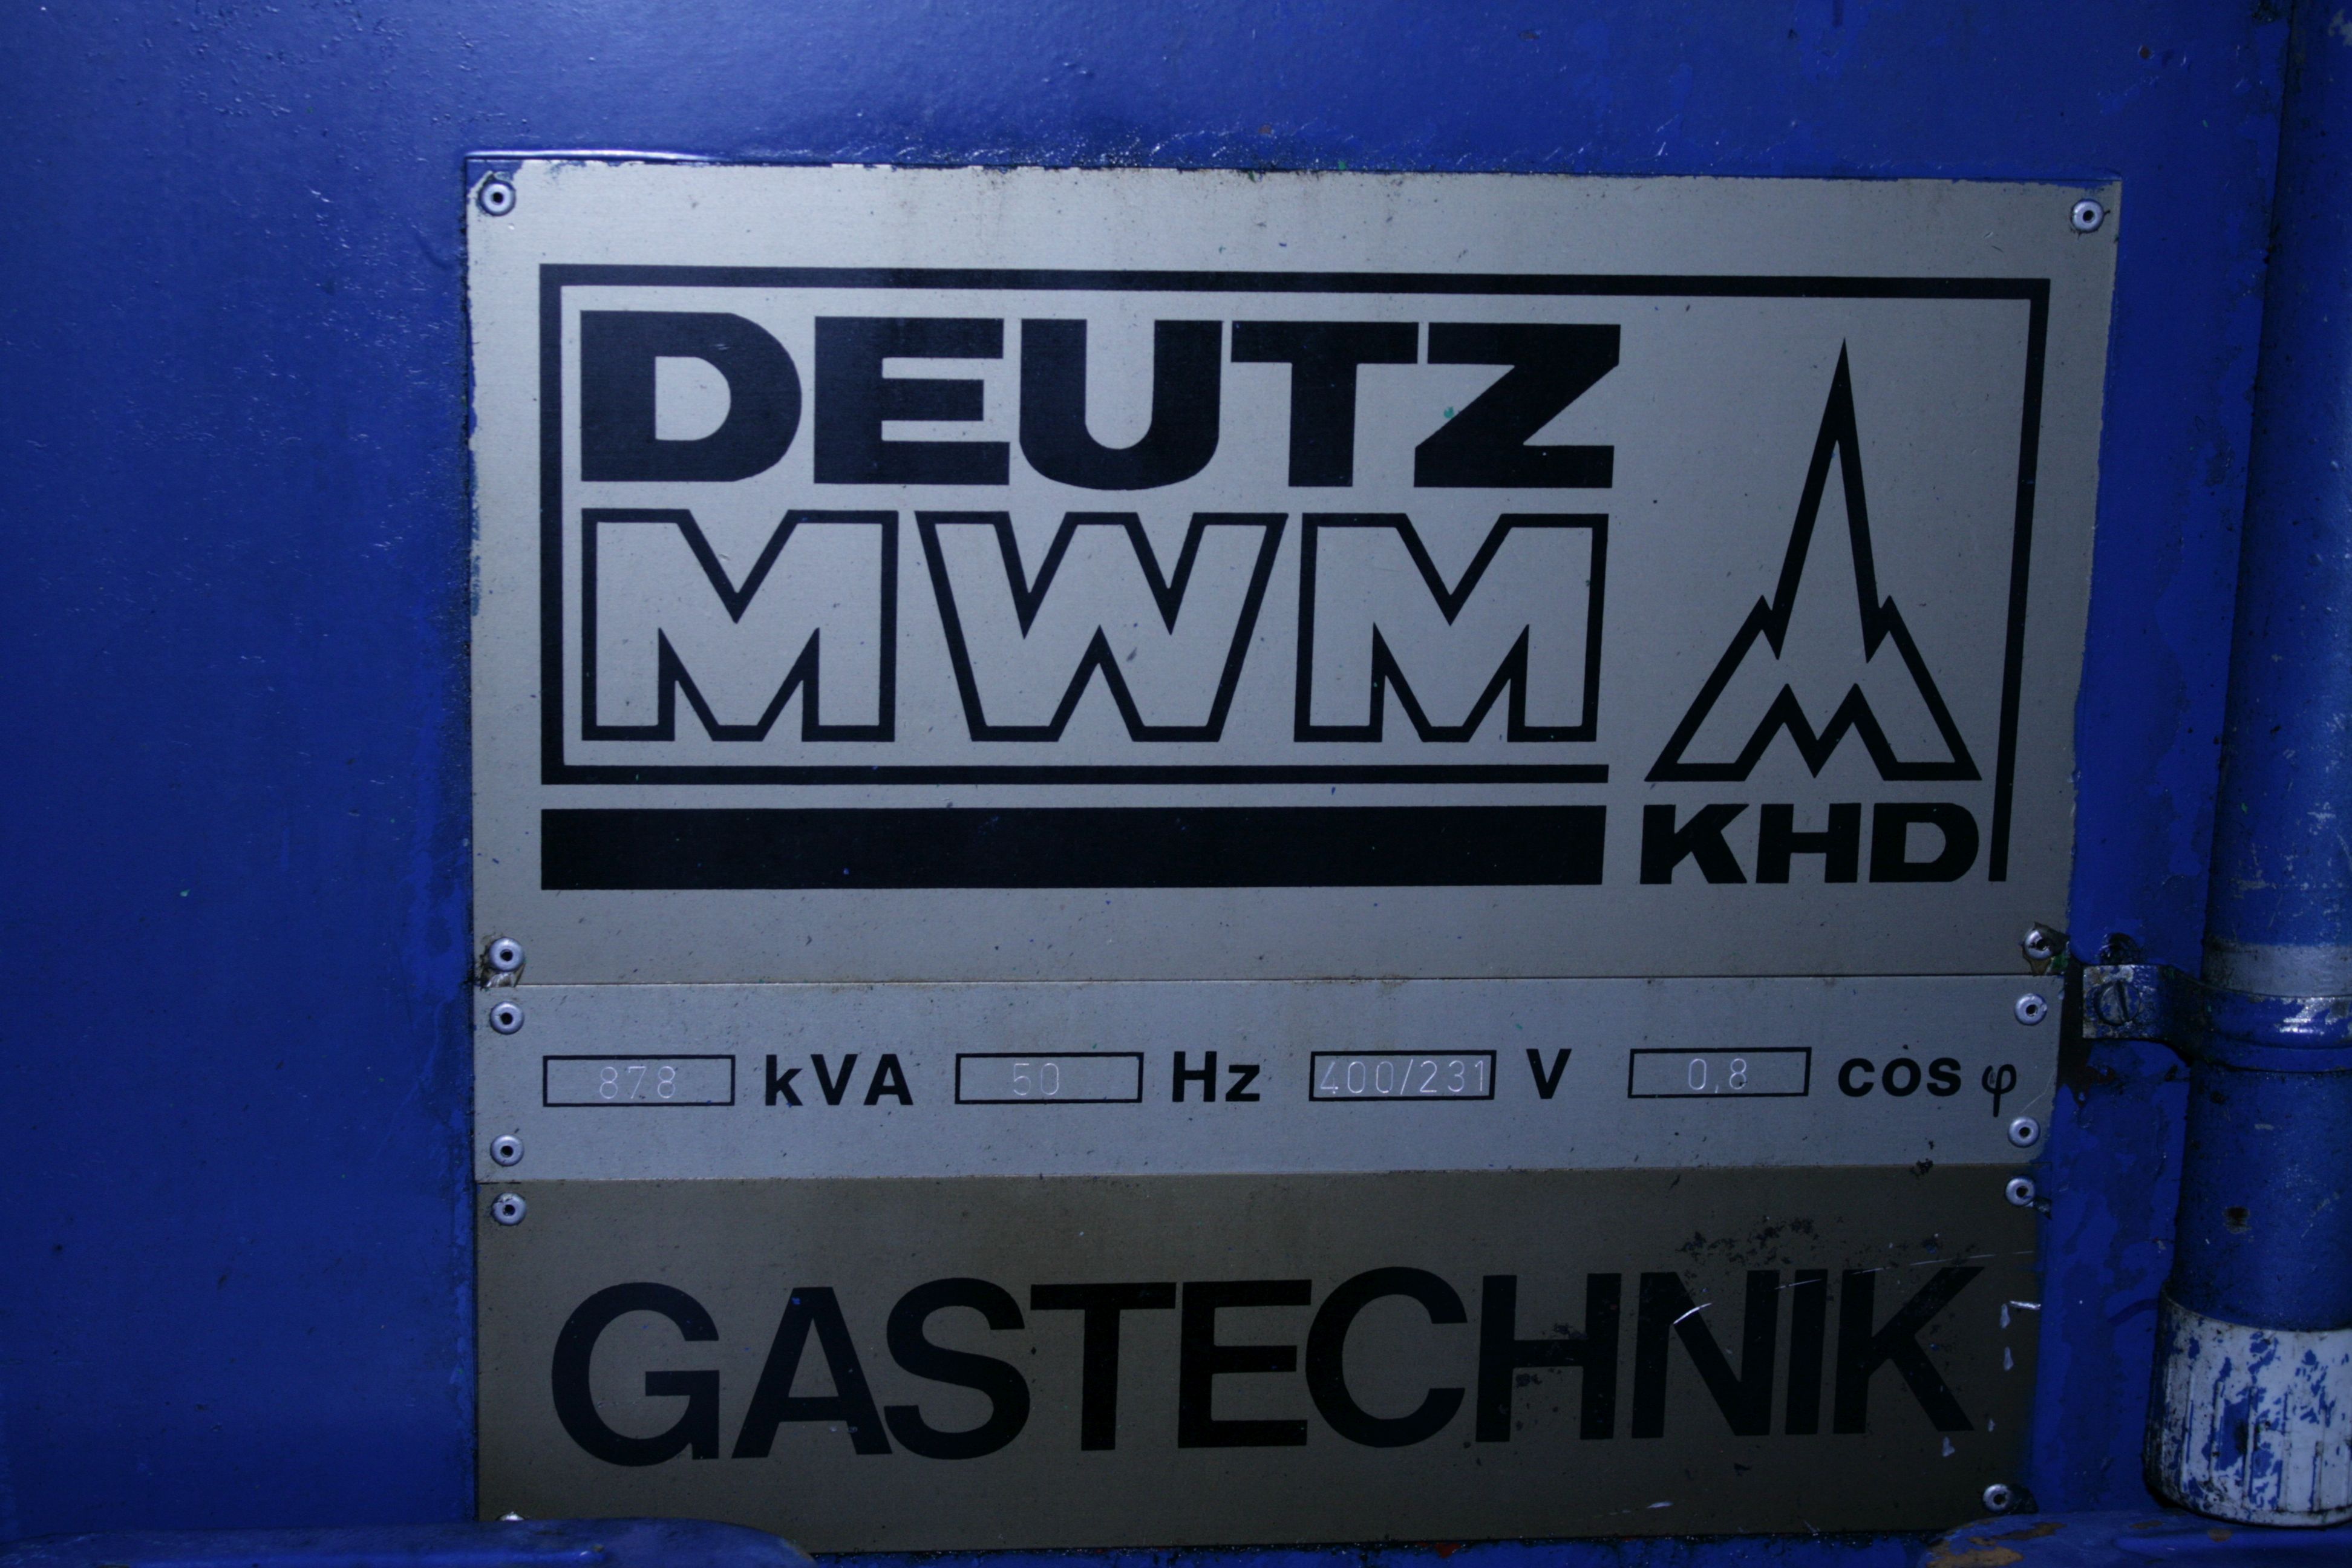 DEUTZ
MWM
KHD
878 kVA 50 Hz 400/231 V 0,8 cos φ
GASTECHNIK